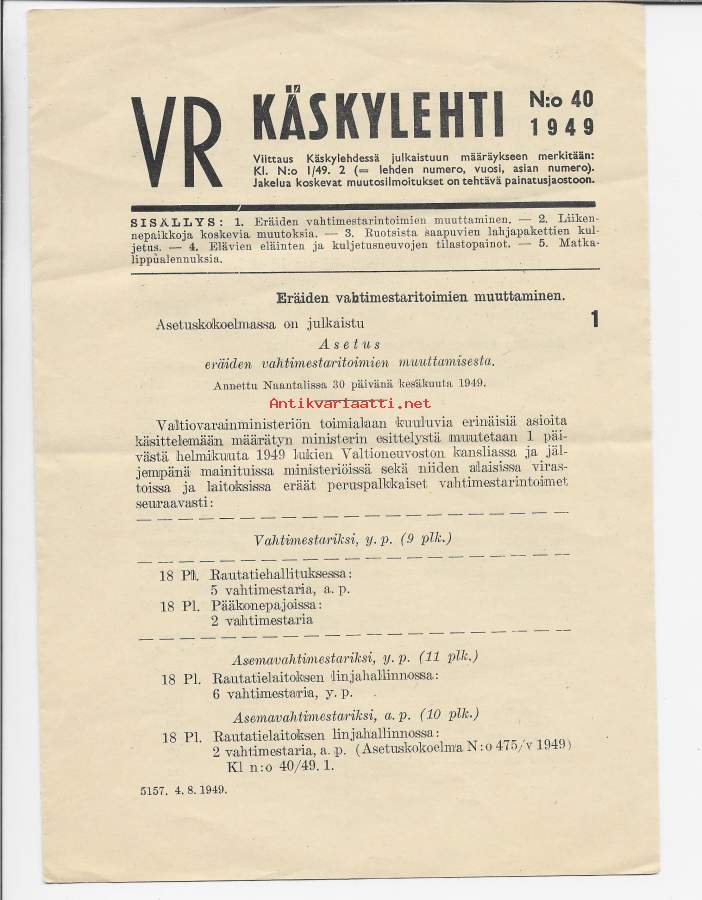 VR
KÄSKYLEHTI
N:o 40
1949
Viittaus Käskylehdessä julkaistuun määräykseen merkitään:
Kl. N:o 1/49. 2 (= lehden numero, vuosi, asian numero).
Jakelua koskevat muutosilmoitukset on tehtävä painatusjaostoon.
SISÄLLYS: 1. Eräiden vahtimestarintoimien muuttaminen. — 2. Liiken-
nepaikkoja koskevia muutoksia. — 3. Ruotsista saapuvien lahjapakettien kul-
jetus. — 4. Elävien eläinten ja kuljetusneuvojen tilastopainot. — 5. Matka-
lippualennuksia.
Eräiden vahtimestaritoimien muuttaminen.
Asetuskokoelmassa on julkaistu
1
Asetus
eräiden vahtimestaritoimien muuttamisesta.
Annettu Naantalissa 30 päivänä kesäkuuta 1949.
Antikvariaatti.net
Valtiovarainministeriön toimialaan kuuluvia erinäisiä asioita
käsittelemään määrätyn ministerin esittelystä muutetaan 1 päi-
västä helmikuuta 1949 lukien Valtioneuvoston kansliassa ja jäl-
jempänä mainituissa ministeriöissä sekä niiden alaisissa viras-
toissa ja laitoksissa eräät peruspalkkaiset vahtimestarintoimet
seuraavasti:
Vahtimestariksi, y. p. (9 plk.)
18 Pl. Rautatiehallituksessa:
5 vahtimestaria, a. p.
18 Pl. Pääkonepajoissa:
2 vahtimestaria
Asemavahtimestariksi, y. p. (11 plk.)
18 Pl. Rautatielaitoksen linjahallinnossa:
6 vahtimestaria, y. p.
Asemavahtimestariksi, a. p. (10 plk.)
18 Pl. Rautatielaitoksen linjahallinnossa:
2 vahtimestaria, a. p. (Asetuskokoelma N:o 475/v 1949)
Kl n:o 40/49. 1.
5157. 4. 8. 1949.